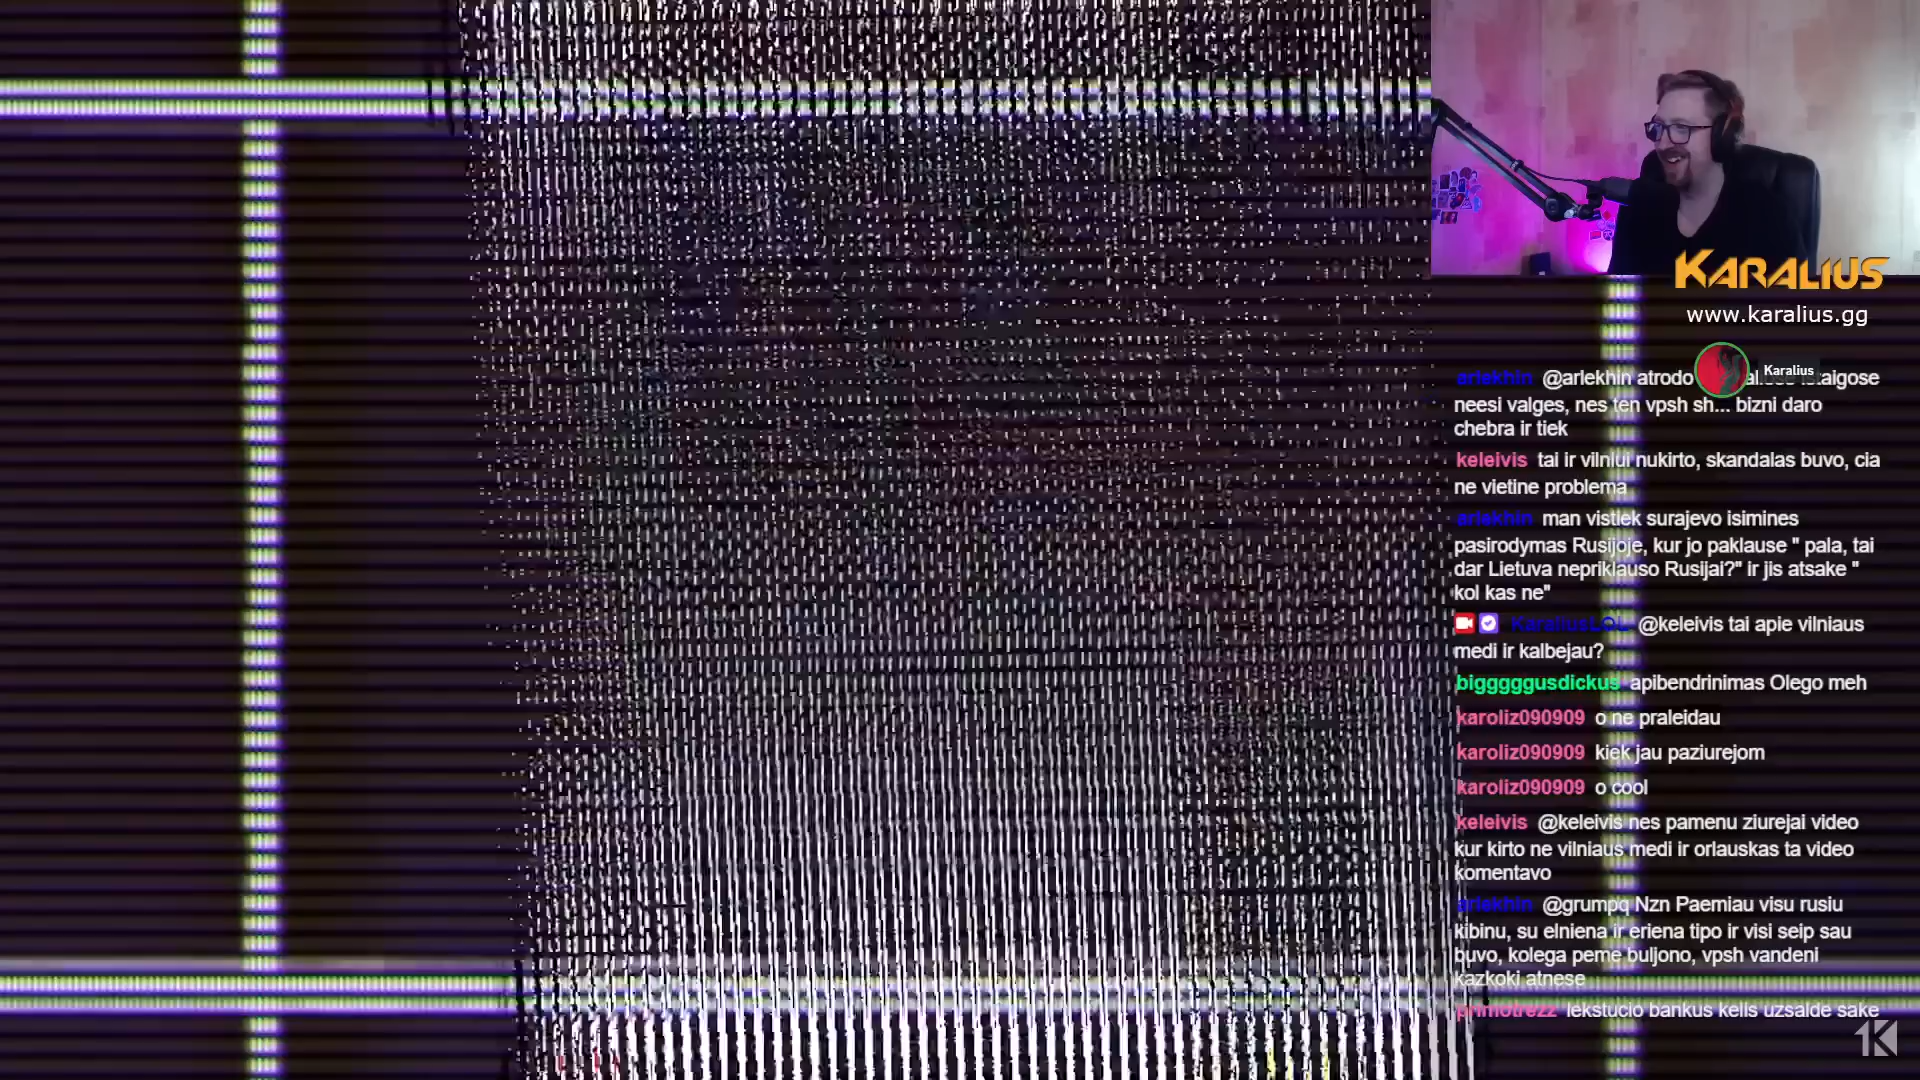 KARALIUS
www.karalius.gg
Karalius
arlekhin @arlekhin atrodo
neesi valges, nes ten vpsh sh... bizni daro
chebra ir tiek
keleivis tai ir vilniui nukirto, skandalas buvo, cia
ne vietine problema
arlekhin man vistiek surajevo isimines
pasirodymas Rusijoje, kur jo paklause " pala, tai
dar Lietuva nepriklauso Rusijai?" ir jis atsake "
kol kas ne"
KaraliusLOL @keleivis tai apie vilniaus
medi ir kalbejau?
bigggggusdickus apibendrinimas Olego meh
karoliz090909 o ne praleidau
karoliz090909 kiek jau paziurejom
karoliz090909 o cool
keleivis @keleivis nes pamenu ziurejai video
kur kirto ne vilniaus medi ir orlauskas ta video
komentavo
arlekhin @grumpq Nzn Paemiau visu rusiu
kibinu, su elniena ir eriena tipo ir visi seip sau
buvo, kolega peme buljono, vpsh vandeni
kazkoki atnese
primotrezz lekstucio bankus kelis uzsalde sake
1K